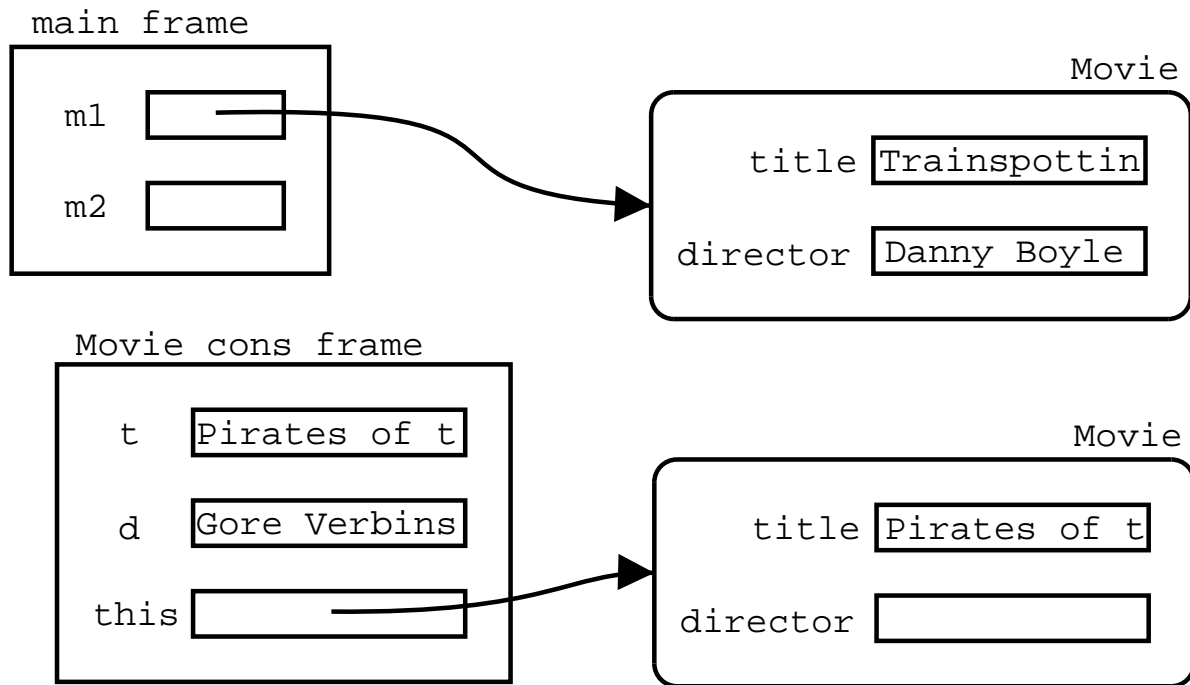 main frame
m1
m2
Movie
title Trainspottin
director Danny Boyle
Movie cons frame
t Pirates of t
d Gore Verbins
this
Movie
title Pirates of t
director